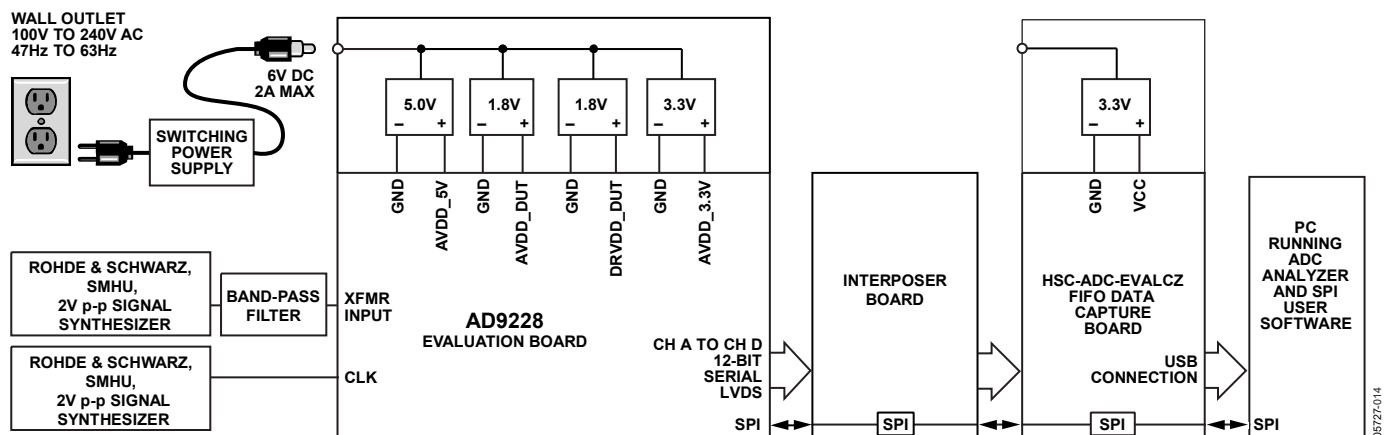 WALL OUTLET
100V TO 240V AC
47Hz TO 63Hz
6V DC
2A MAX
SWITCHING
POWER
SUPPLY
5.0V
– +
1.8V
– +
1.8V
– +
3.3V
– +
3.3V
– +
GND
AVDD_5V
GND
AVDD_DUT
GND
DRVDD_DUT
GND
AVDD_3.3V
GND
VCC
ROHDE & SCHWARZ,
SMHU,
2V p-p SIGNAL
SYNTHESIZER
BAND-PASS
FILTER
XFMR
INPUT
ROHDE & SCHWARZ,
SMHU,
2V p-p SIGNAL
SYNTHESIZER
CLK
AD9228
EVALUATION BOARD
CH A TO CH D
12-BIT
SERIAL
LVDS
SPI
INTERPOSER
BOARD
SPI
HSC-ADC-EVALCZ
FIFO DATA
CAPTURE
BOARD
USB
CONNECTION
SPI
PC
RUNNING
ADC
ANALYZER
AND SPI
USER
SOFTWARE
SPI
05727-014